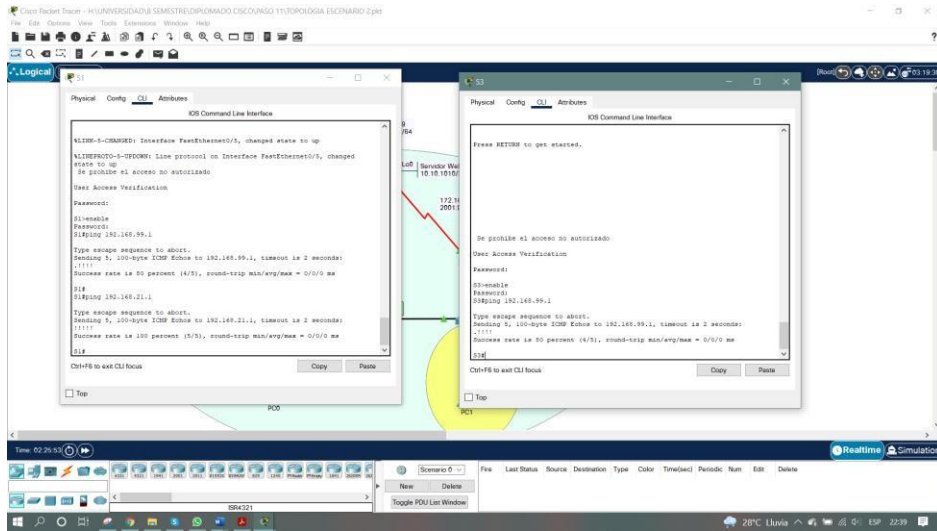 Cisco Packet Tracer - H:\UNIVERSIDAD\II SEMESTRE\DIPLOMADO CISCO\PASO 11\TOPOLOGIA ESCENARIO 2.pkt
File Edit Options View Tools Extensions Window Help
Logical
[Root]
03:19:30
S1
Physical Config CLI Attributes
IOS Command Line Interface
%LINK-5-CHANGED: Interface FastEthernet0/5, changed state to up
%LINEPROTO-5-UPDOWN: Line protocol on Interface FastEthernet0/5, changed
state to up
Se prohibe el acceso no autorizado
User Access Verification
Password:
S1>enable
Password:
S1#ping 192.168.99.1
Type escape sequence to abort.
Sending 5, 100-byte ICMP Echos to 192.168.99.1, timeout is 2 seconds:
.!!!!
Success rate is 80 percent (4/5), round-trip min/avg/max = 0/0/0 ms
S1#
S1#ping 192.168.21.1
Type escape sequence to abort.
Sending 5, 100-byte ICMP Echos to 192.168.21.1, timeout is 2 seconds:
!!!!!
Success rate is 100 percent (5/5), round-trip min/avg/max = 0/0/0 ms
S1#
Ctrl+F6 to exit CLI focus
Copy Paste
Top
/64
Lo0
Servidor We
10.10.1010/
172.1
2001:
S3
Physical Config CLI Attributes
IOS Command Line Interface
Press RETURN to get started.
Se prohibe el acceso no autorizado
User Access Verification
Password:
S3>enable
Password:
S3#ping 192.168.99.1
Type escape sequence to abort.
Sending 5, 100-byte ICMP Echos to 192.168.99.1, timeout is 2 seconds:
.!!!!
Success rate is 80 percent (4/5), round-trip min/avg/max = 0/0/0 ms
S3#
Ctrl+F6 to exit CLI focus
Copy Paste
Top
PC0
PC1
Time: 02:25:53
Realtime Simulation
Scenario 0
New Delete
Toggle PDU List Window
Fire Last Status Source Destination Type Color Time(sec) Periodic Num Edit Delete
ISR4321
28°C Lluvia
ESP
22:39